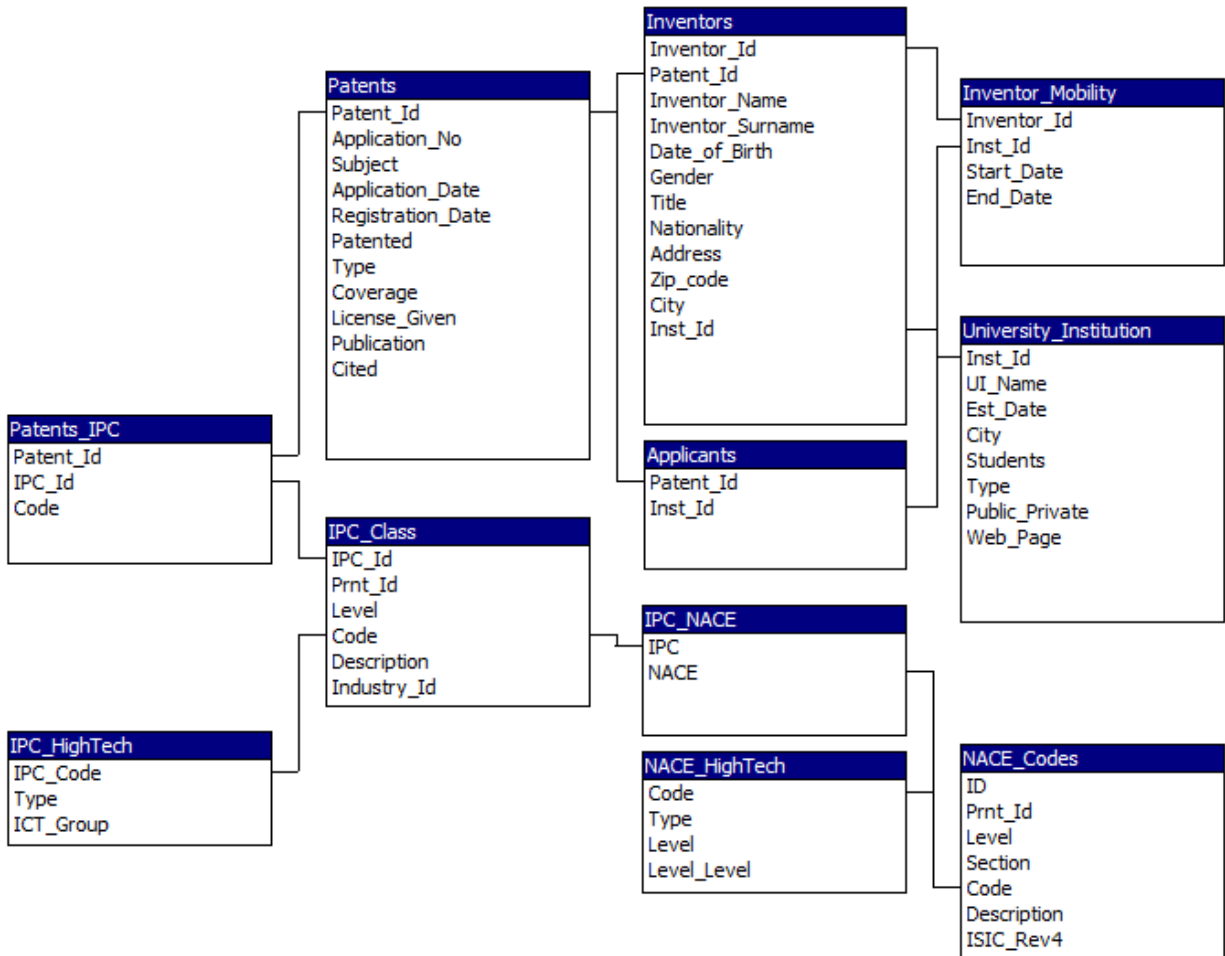 Inventors
Inventor_Id
Patent_Id
Inventor_Name
Inventor_Surname
Date_of_Birth
Gender
Title
Nationality
Address
Zip_code
City
Inst_Id
Patents
Patent_Id
Application_No
Subject
Application_Date
Registration_Date
Patented
Type
Coverage
License_Given
Publication
Cited
Inventor_Mobility
Inventor_Id
Inst_Id
Start_Date
End_Date
University_Institution
Inst_Id
UI_Name
Est_Date
City
Students
Type
Public_Private
Web_Page
Patents_IPC
Patent_Id
IPC_Id
Code
Applicants
Patent_Id
Inst_Id
IPC_Class
IPC_Id
Prnt_Id
Level
Code
Description
Industry_Id
IPC_NACE
IPC
NACE
IPC_HighTech
IPC_Code
Type
ICT_Group
NACE_HighTech
Code
Type
Level
Level_Level
NACE_Codes
ID
Prnt_Id
Level
Section
Code
Description
ISIC_Rev4